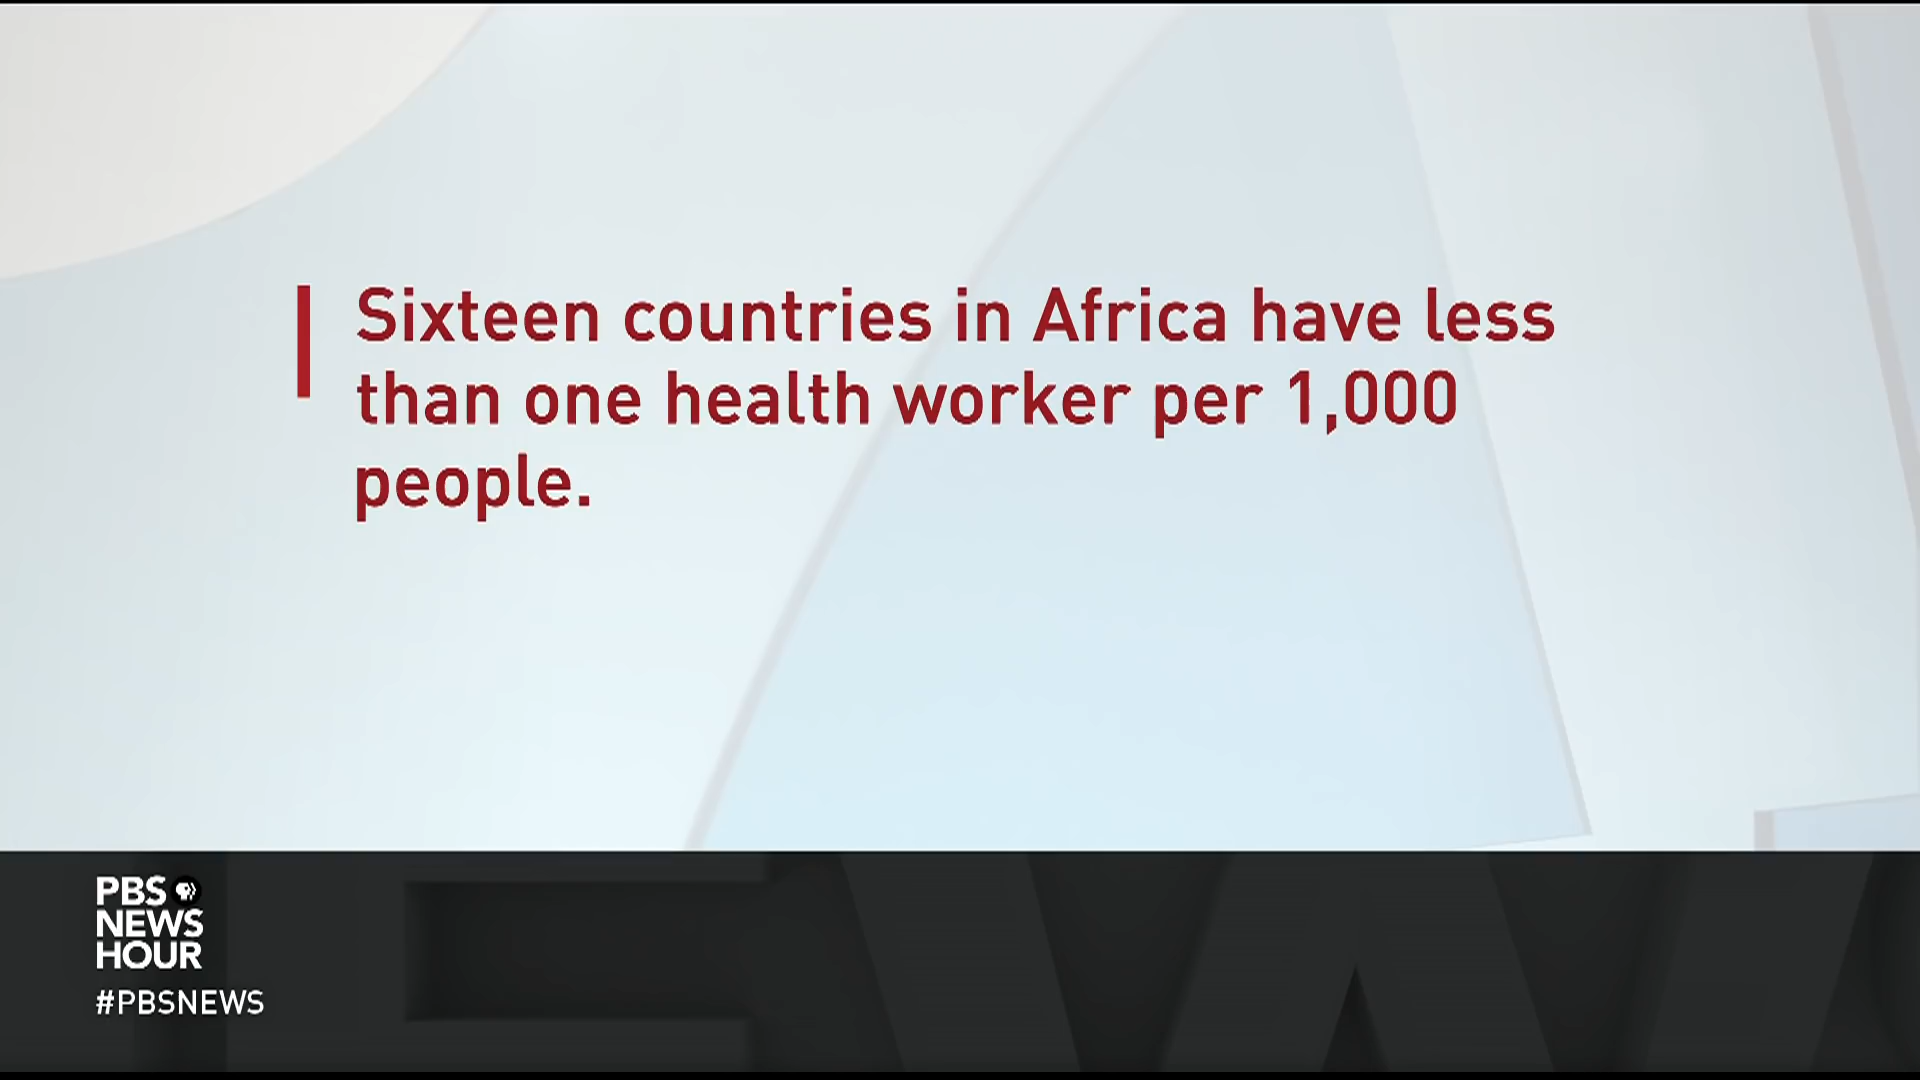 Sixteen countries in Africa have less
than one health worker per 1,000
people.
PBS
NEWS
HOUR
#PBSNEWS